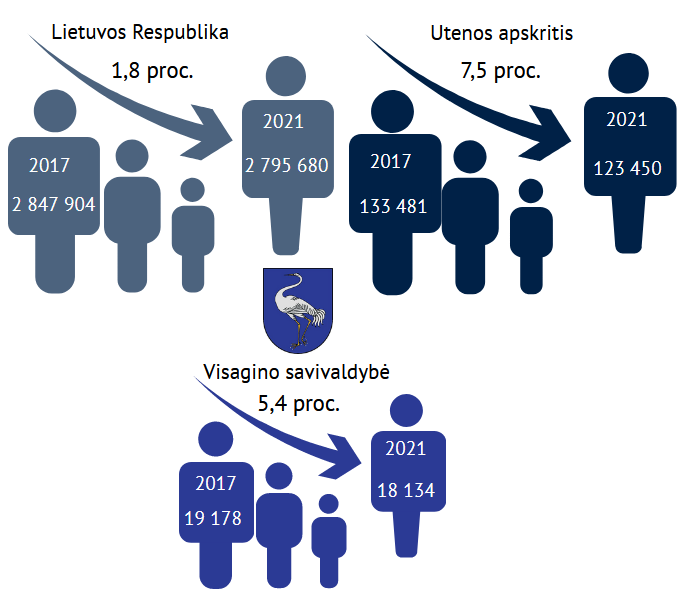 Lietuvos Respublika
1,8 proc.
2017
2 847 904
2021
2 795 680
Utenos apskritis
7,5 proc.
2017
133 481
2021
123 450
Visagino savivaldybė
5,4 proc.
2017
19 178
2021
18 134